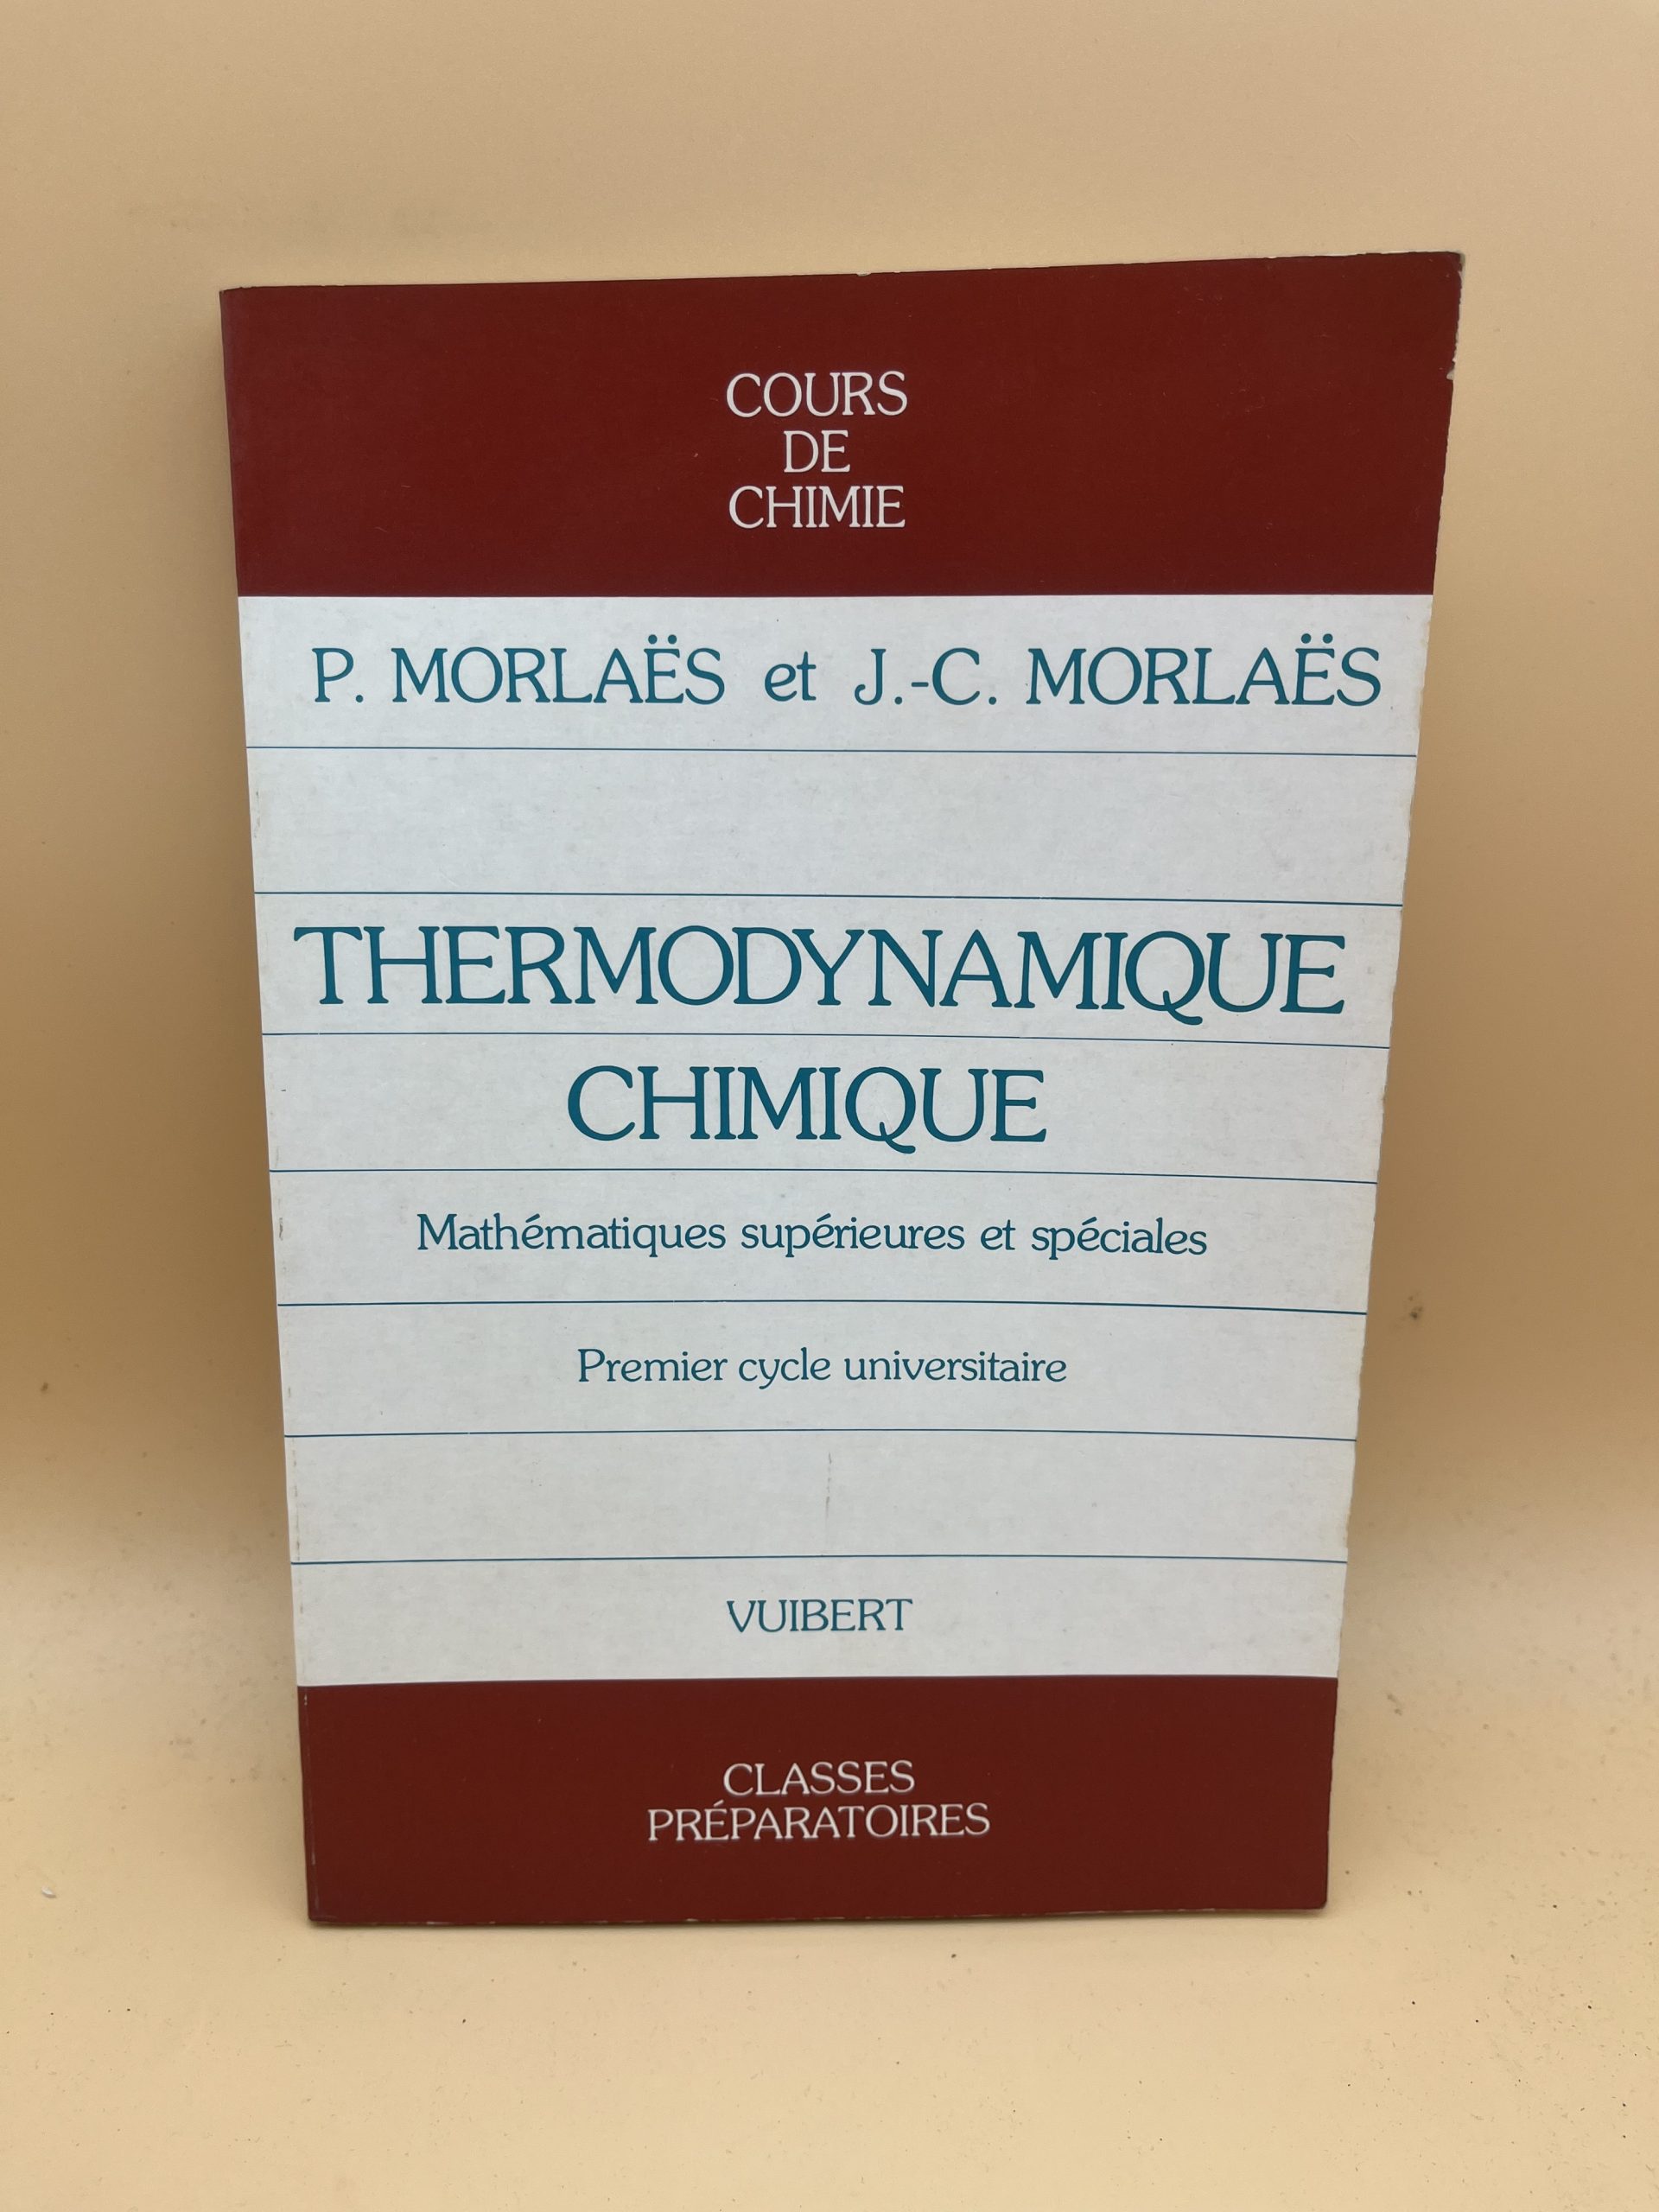 COURS
DE
CHIMIE
P. MORLAËS et J.-C. MORLAËS
THERMODYNAMIQUE
CHIMIQUE
Mathématiques supérieures et spéciales
Premier cycle universitaire
VUIBERT
CLASSES
PRÉPARATOIRES